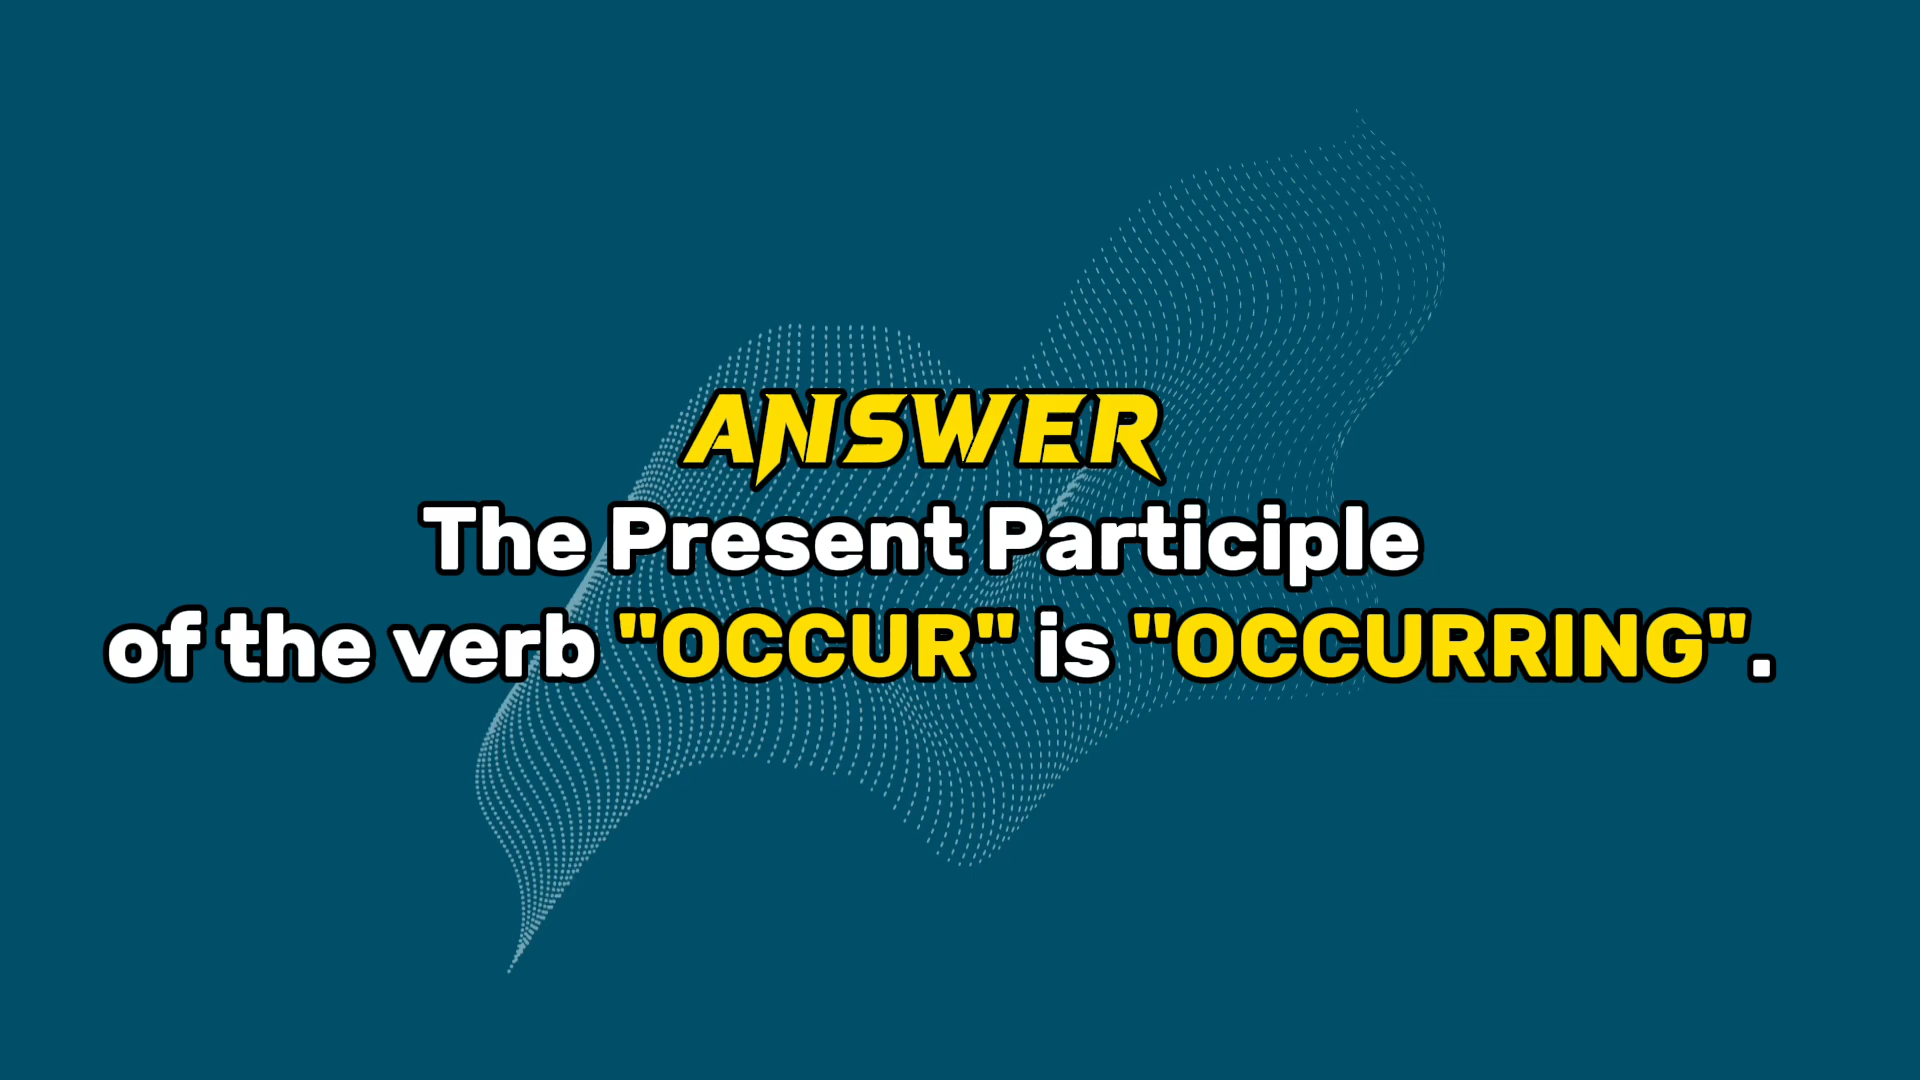 ANSWER
The Present Participle
of the verb "OCCUR" is "OCCURRING".